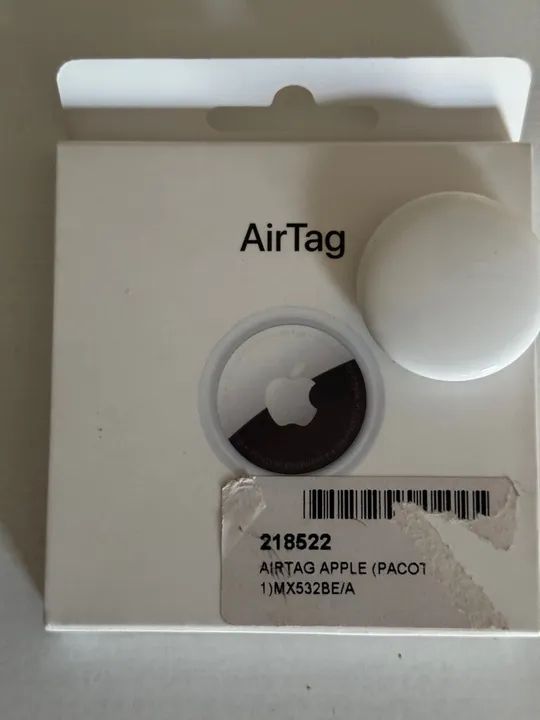 AirTag
218522
AIRTAG APPLE (PACOT
1)MX532BE/A